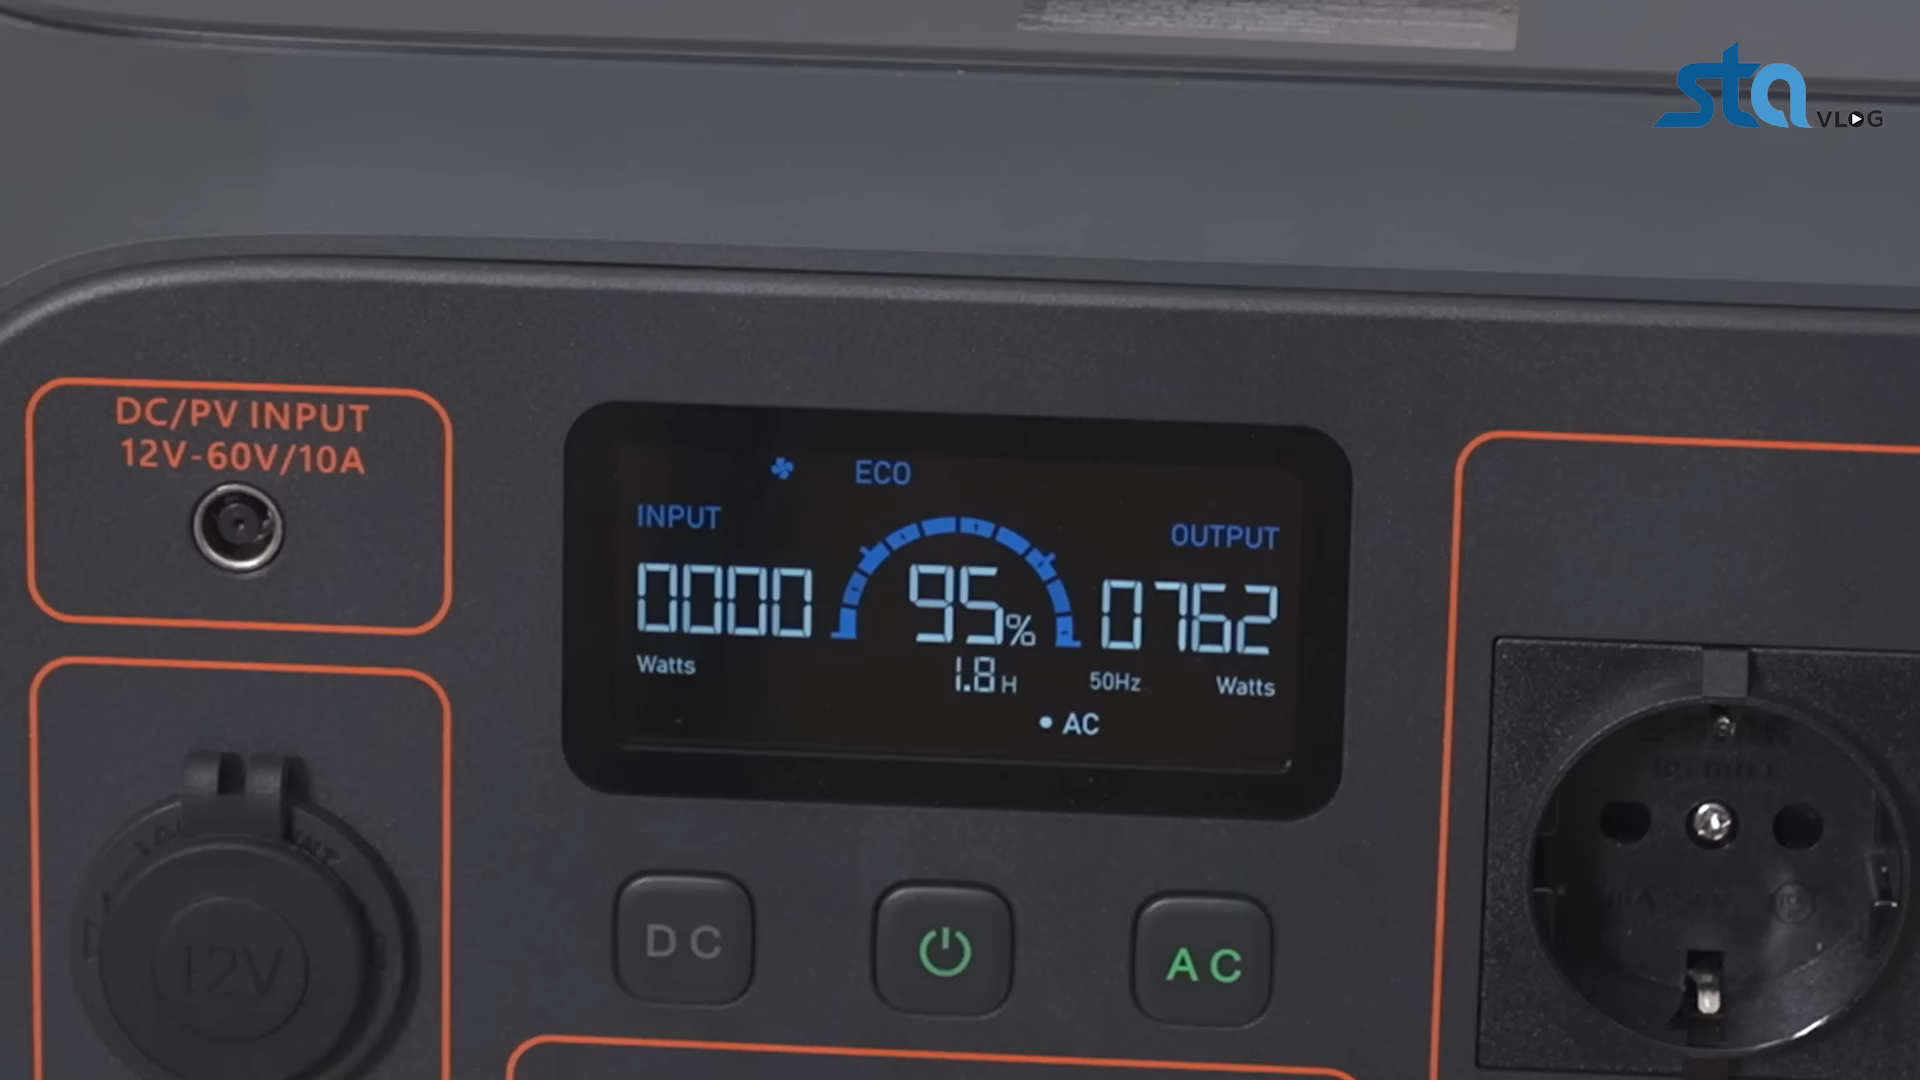 sta VLOG
DC/PV INPUT
12V-60V/10A
ECO
INPUT
OUTPUT
0000
95%
0762
Watts
1.8H
50Hz
Watts
• AC
DC
AC
12V